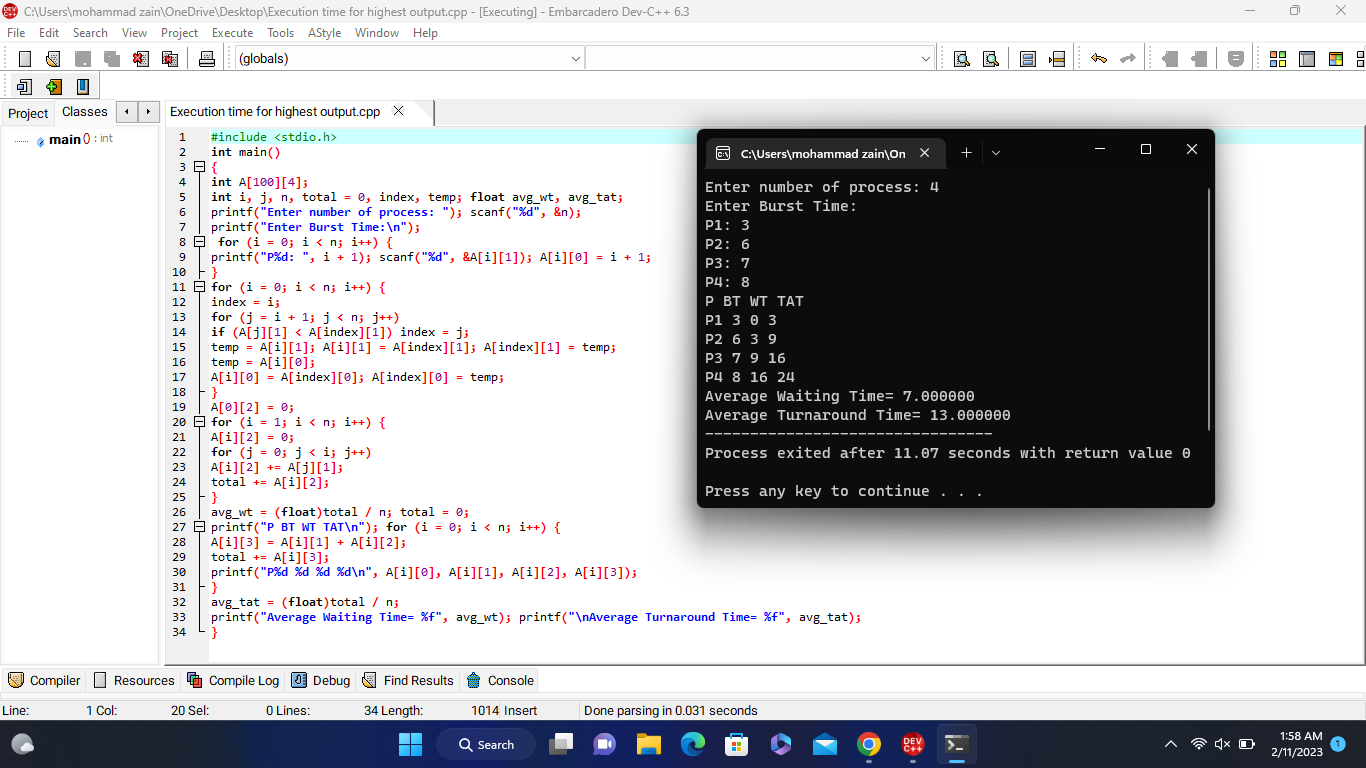 C:\Users\mohammad zain\OneDrive\Desktop\Execution time for highest output.cpp - [Executing] - Embarcadero Dev-C++ 6.3
File Edit Search View Project Execute Tools AStyle Window Help
(globals)
Project Classes
Execution time for highest output.cpp
main () : int
1 #include <stdio.h>
2 int main()
3 {
4 int A[100][4];
5 int i, j, n, total = 0, index, temp; float avg_wt, avg_tat;
6 printf("Enter number of process: "); scanf("%d", &n);
7 printf("Enter Burst Time:\n");
8 for (i = 0; i < n; i++) {
9 printf("P%d: ", i + 1); scanf("%d", &A[i][1]); A[i][0] = i + 1;
10 }
11 for (i = 0; i < n; i++) {
12 index = i;
13 for (j = i + 1; j < n; j++)
14 if (A[j][1] < A[index][1]) index = j;
15 temp = A[i][1]; A[i][1] = A[index][1]; A[index][1] = temp;
16 temp = A[i][0];
17 A[i][0] = A[index][0]; A[index][0] = temp;
18 }
19 A[0][2] = 0;
20 for (i = 1; i < n; i++) {
21 A[i][2] = 0;
22 for (j = 0; j < i; j++)
23 A[i][2] += A[j][1];
24 total += A[i][2];
25 }
26 avg_wt = (float)total / n; total = 0;
27 printf("P BT WT TAT\n"); for (i = 0; i < n; i++) {
28 A[i][3] = A[i][1] + A[i][2];
29 total += A[i][3];
30 printf("P%d %d %d %d\n", A[i][0], A[i][1], A[i][2], A[i][3]);
31 }
32 avg_tat = (float)total / n;
33 printf("Average Waiting Time= %f", avg_wt); printf("\nAverage Turnaround Time= %f", avg_tat);
34 }
C:\Users\mohammad zain\On
Enter number of process: 4
Enter Burst Time:
P1: 3
P2: 6
P3: 7
P4: 8
P BT WT TAT
P1 3 0 3
P2 6 3 9
P3 7 9 16
P4 8 16 24
Average Waiting Time= 7.000000
Average Turnaround Time= 13.000000
--------------------------------
Process exited after 11.07 seconds with return value 0
Press any key to continue . . .
Compiler Resources Compile Log Debug Find Results Console
Line: 1 Col: 20 Sel: 0 Lines: 34 Length: 1014 Insert Done parsing in 0.031 seconds
Search
DEV C++
1:58 AM
2/11/2023
1